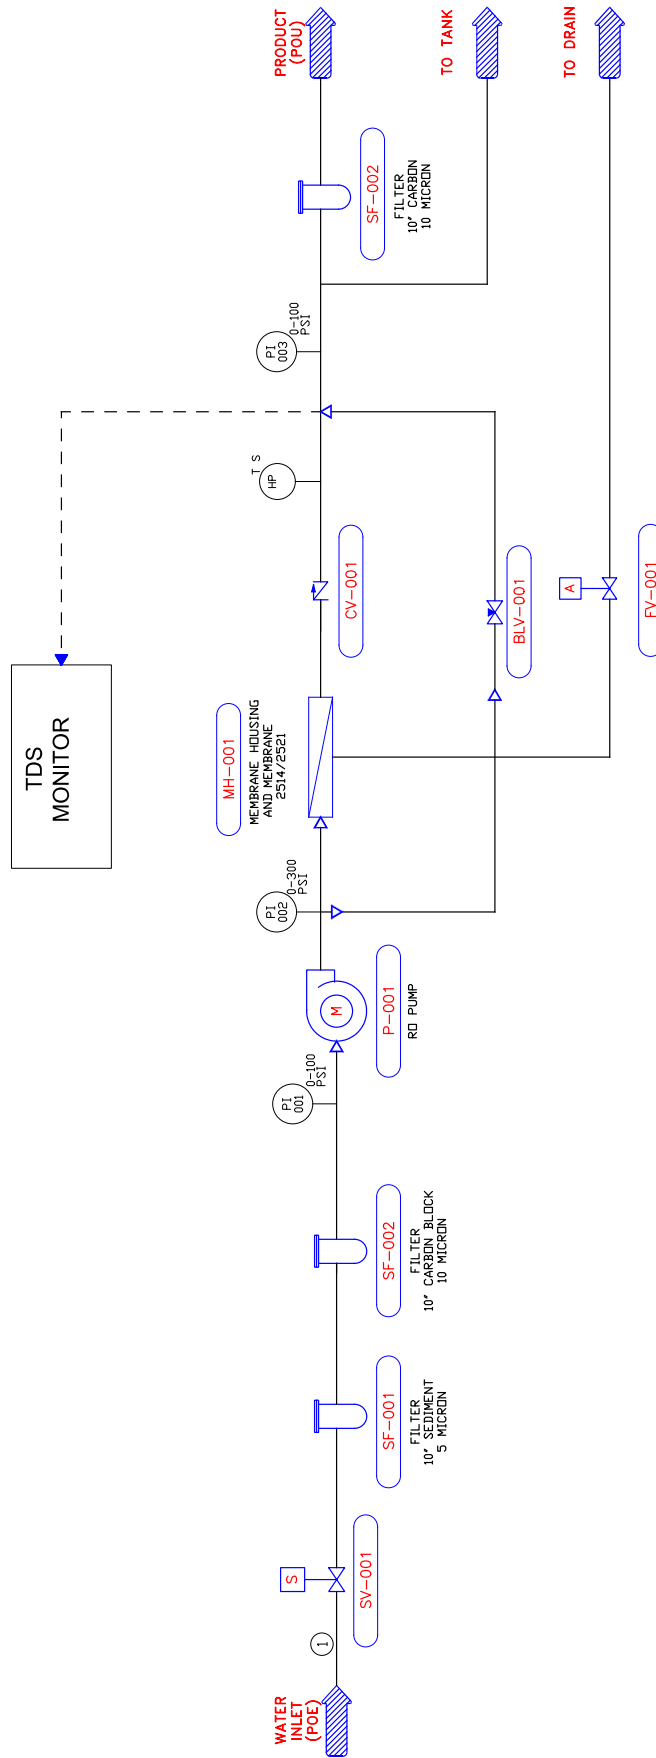 WATER
INLET
(POE)
1
S
SV-001
SF-001
FILTER
10" SEDIMENT
5 MICRON
SF-002
FILTER
10" CARBON BLOCK
10 MICRON
PI
001
0-100
PSI
M
P-001
RO PUMP
PI
002
0-300
PSI
MH-001
MEMBRANE HOUSING
AND MEMBRANE
2514/2521
TDS
MONITOR
CV-001
BLV-001
A
FV-001
HP
T S
PI
003
0-100
PSI
SF-002
FILTER
10" CARBON
10 MICRON
PRODUCT
(POU)
TO TANK
TO DRAIN